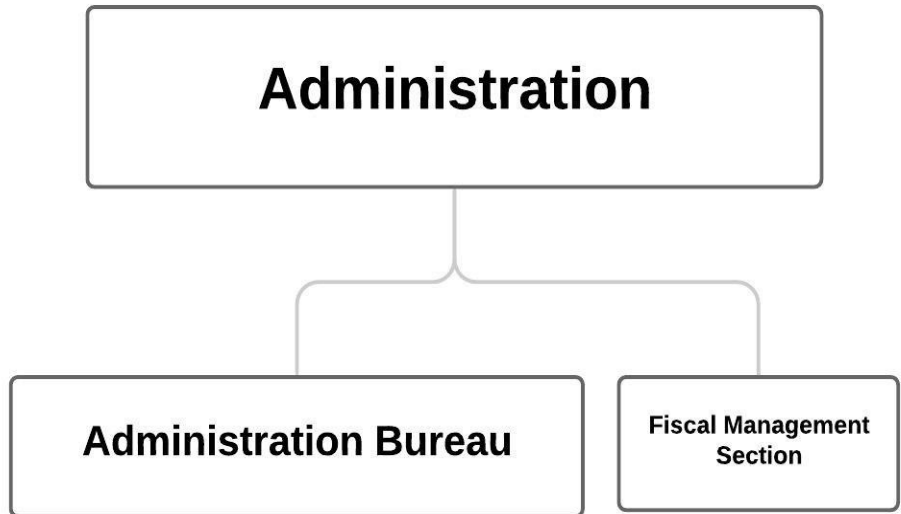 Administration
Administration Bureau
Fiscal Management
Section